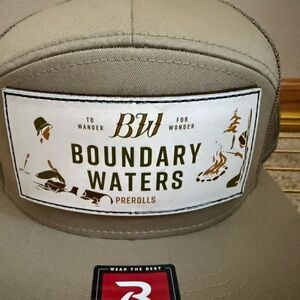 TO WANDER
BW
FOR WONDER
BOUNDARY
WATERS
PREROLLS
WEAR THE BEST
R